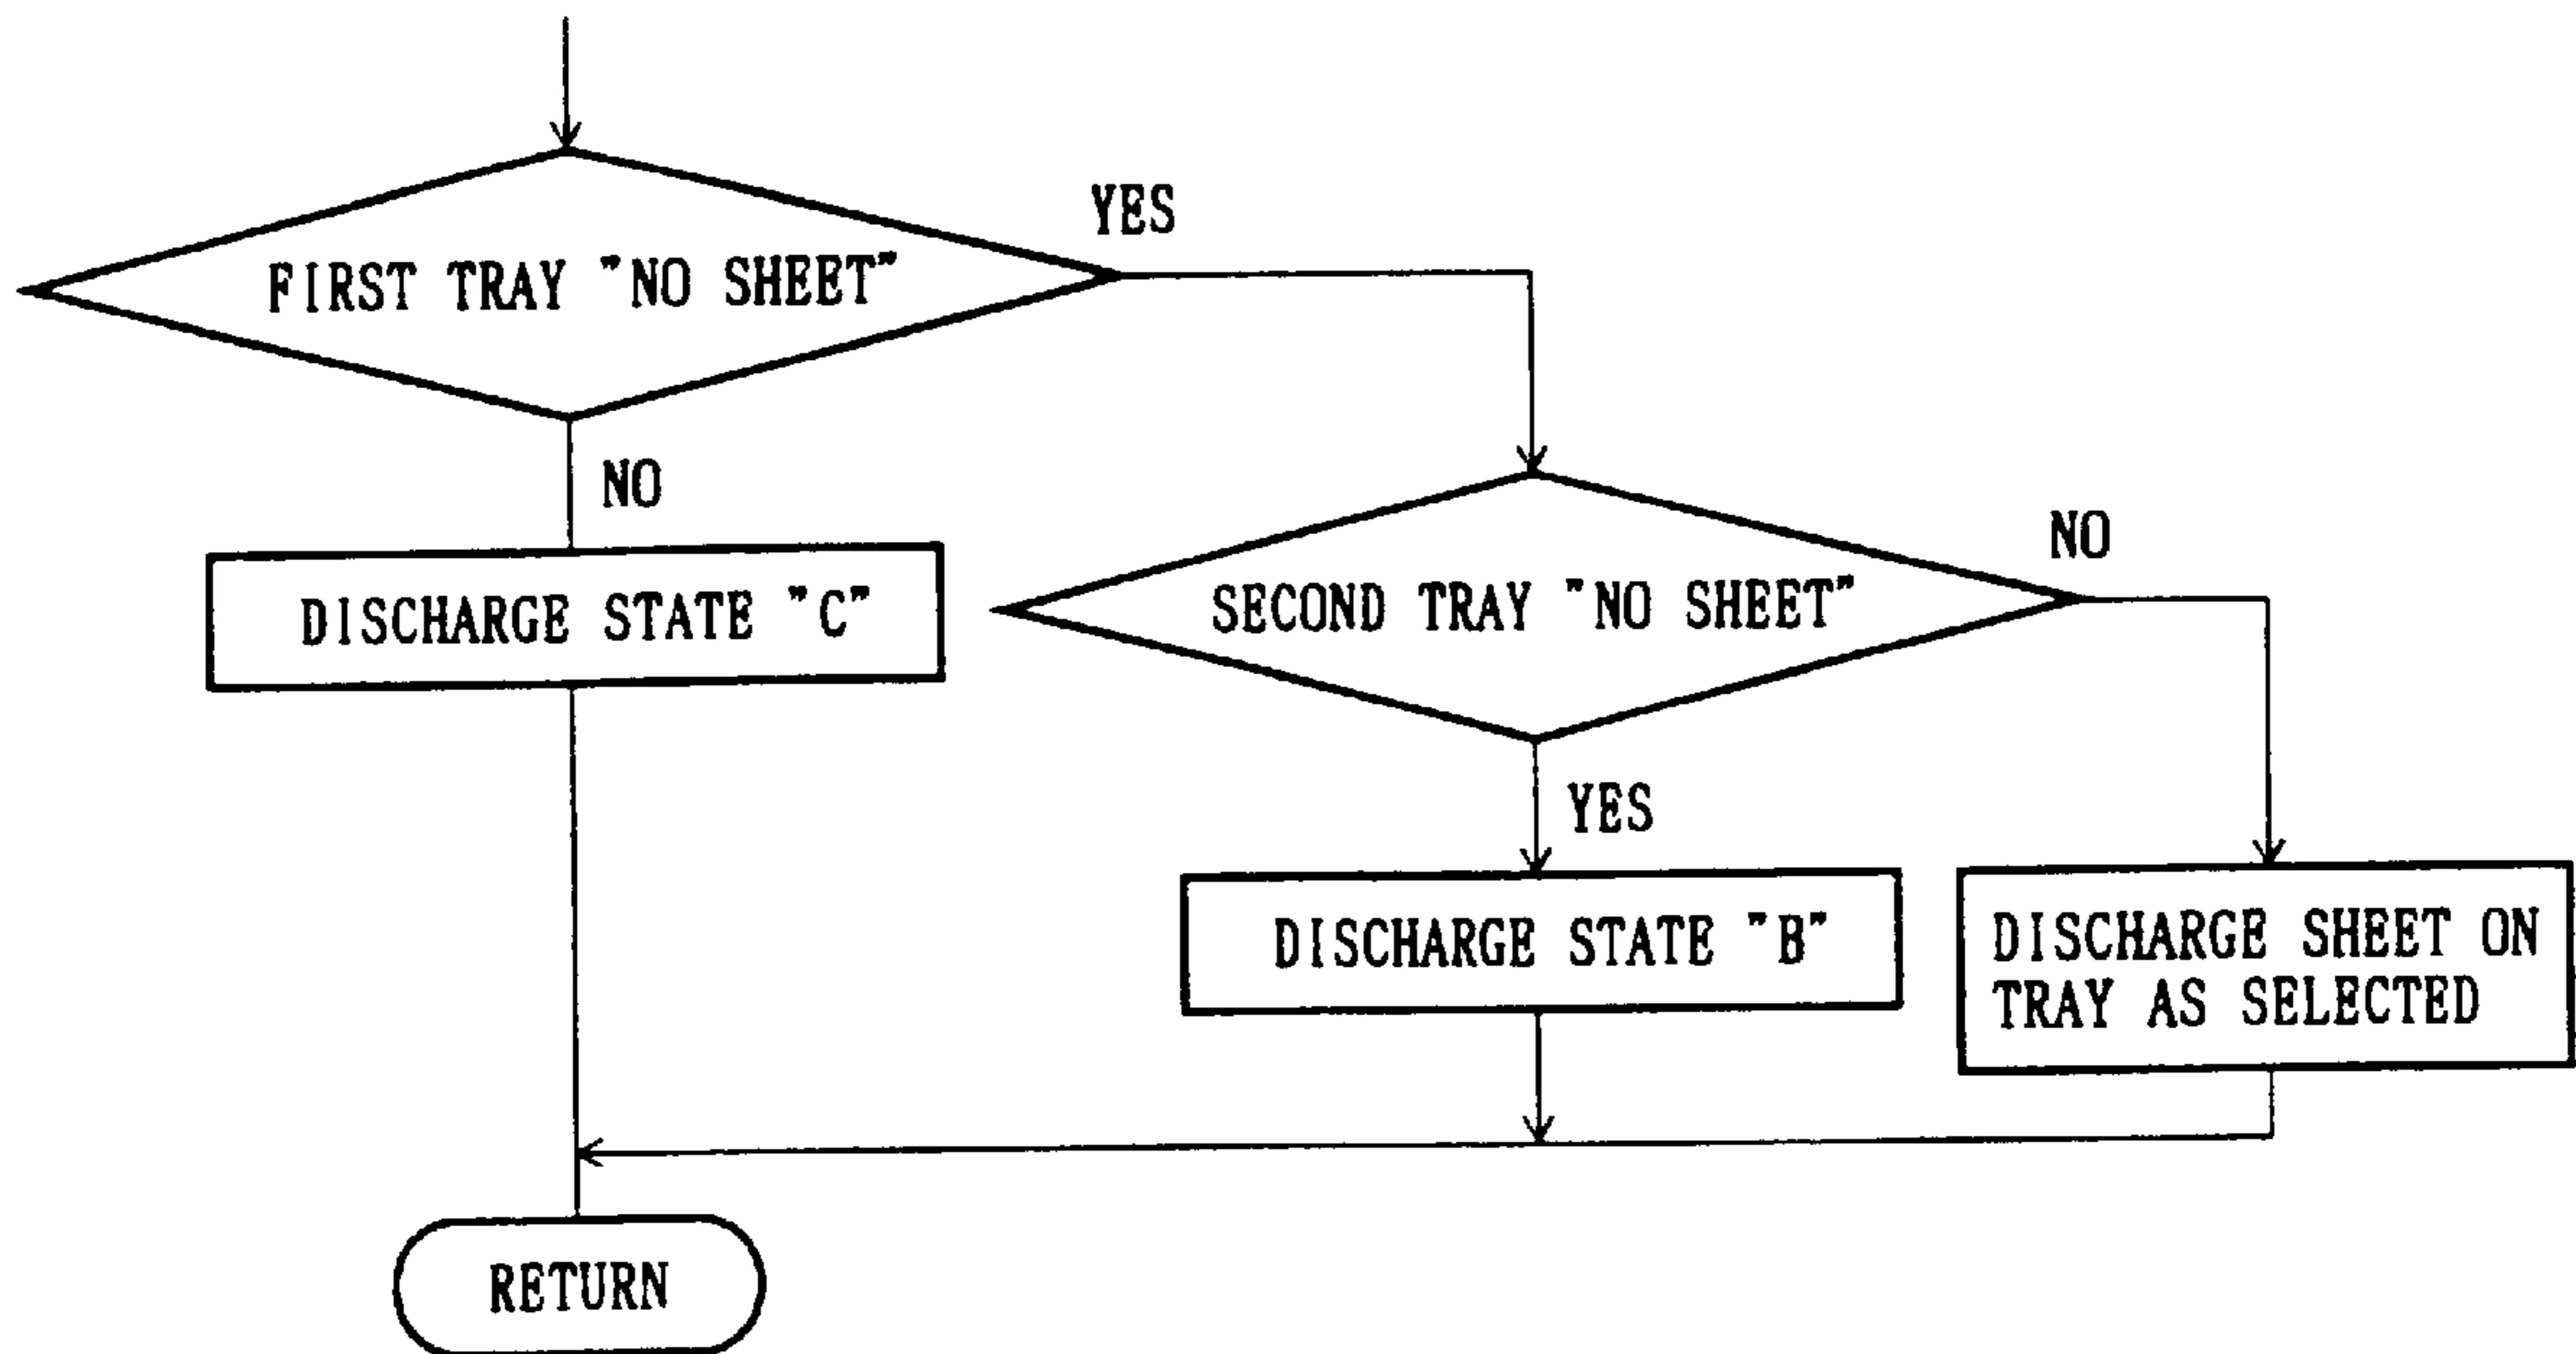 YES
FIRST TRAY "NO SHEET"
NO
DISCHARGE STATE "C"
NO
SECOND TRAY "NO SHEET"
YES
DISCHARGE STATE "B"
DISCHARGE SHEET ON
TRAY AS SELECTED
RETURN